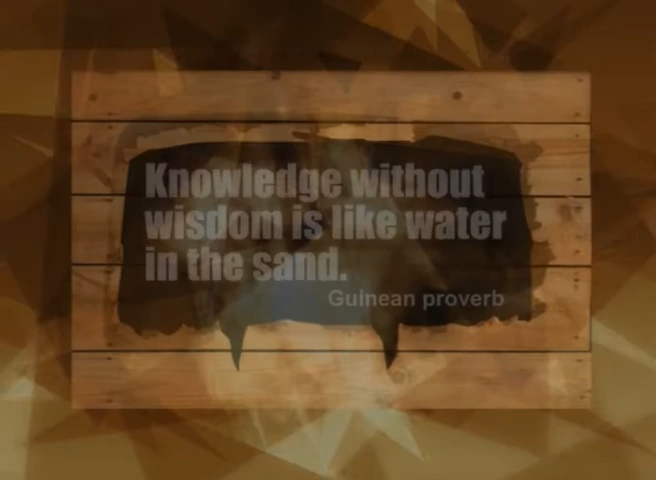 Knowledge without
wisdom is like water
in the sand.
Guinean proverb